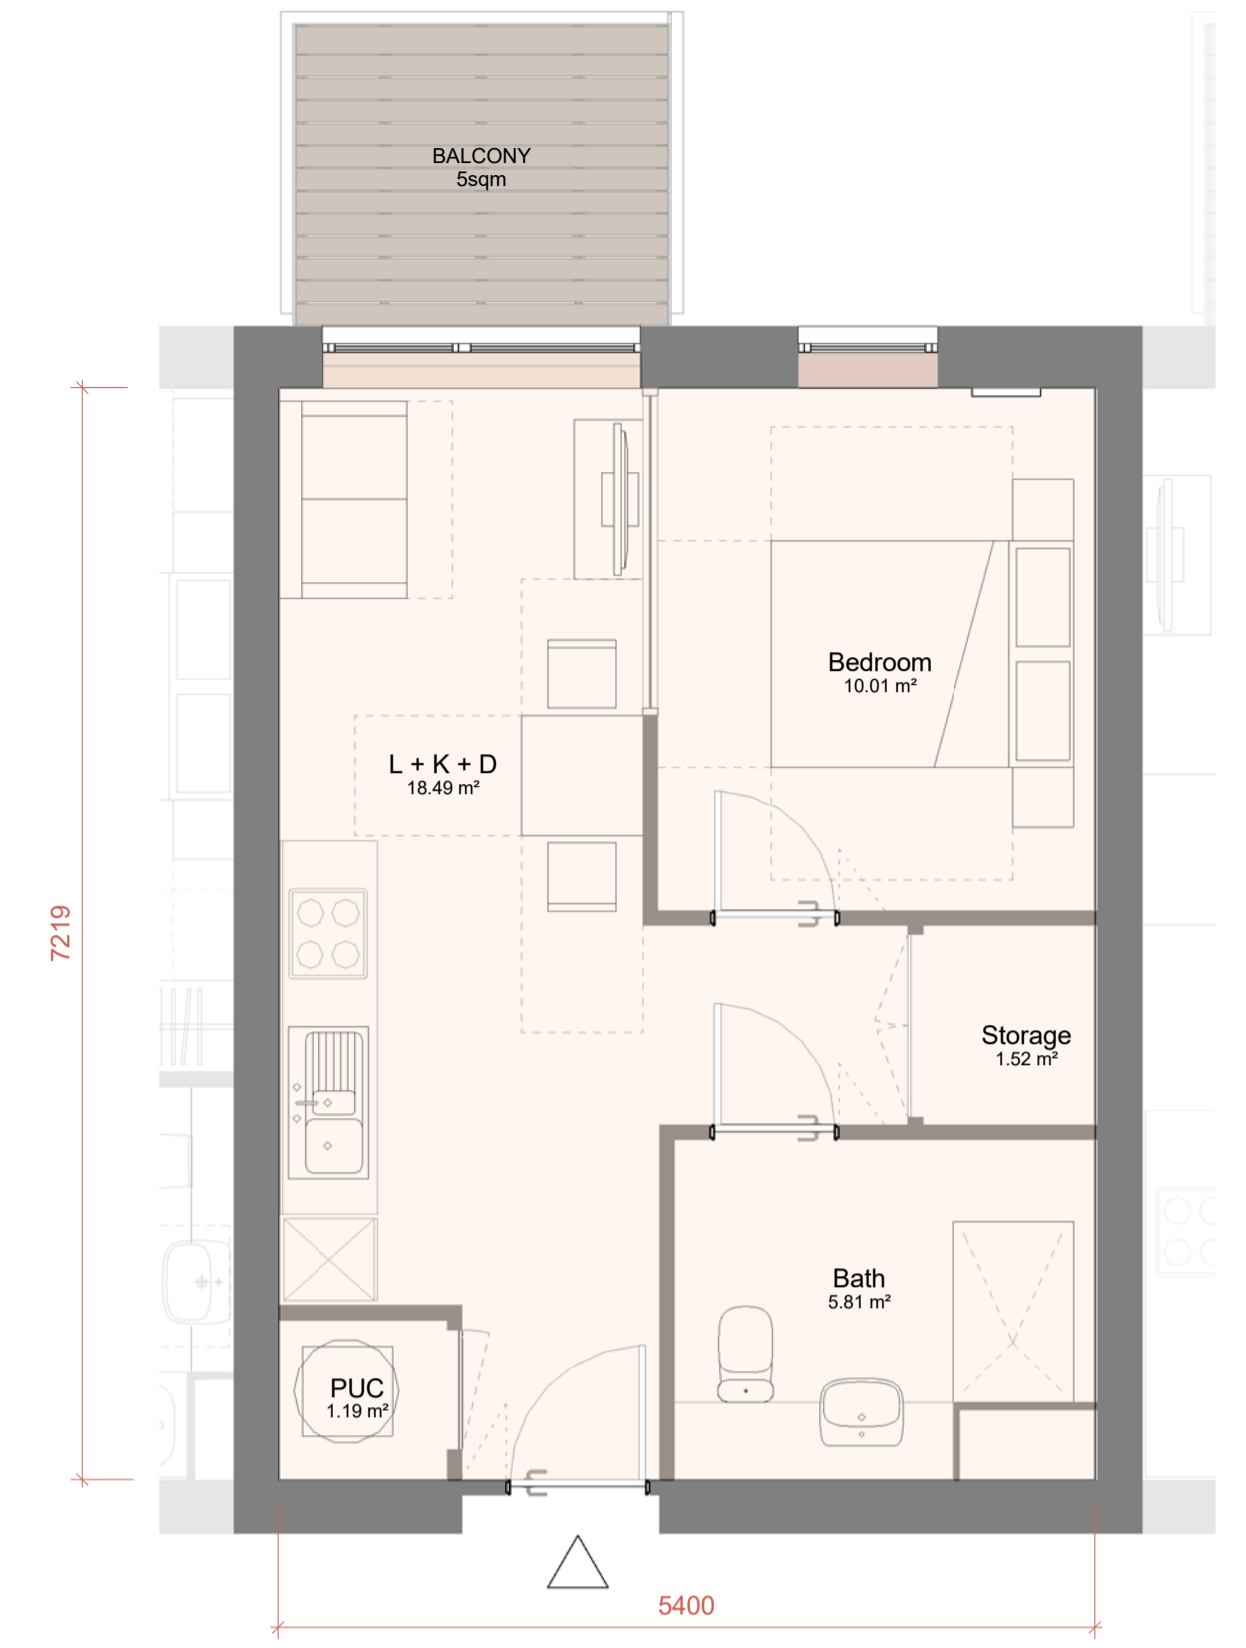 BALCONY
5sqm
Bedroom
10.01 m²
L + K + D
18.49 m²
7219
Storage
1.52 m²
Bath
5.81 m²
PUC
1.19 m²
5400